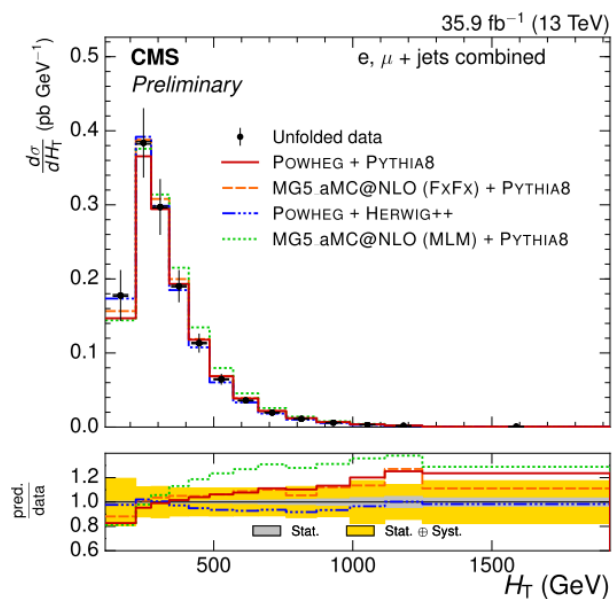 35.9 fb⁻¹ (13 TeV)
CMS
Preliminary
e, μ + jets combined
dσ/dH_T (pb GeV⁻¹)
0.5
0.4
0.3
0.2
0.1
0.0
Unfolded data
POWHEG + PYTHIA8
MG5_aMC@NLO (FXFX) + PYTHIA8
POWHEG + HERWIG++
MG5_aMC@NLO (MLM) + PYTHIA8
pred./data
1.2
1.0
0.8
0.6
Stat.
Stat. ⊕ Syst.
500
1000
1500
H_T (GeV)